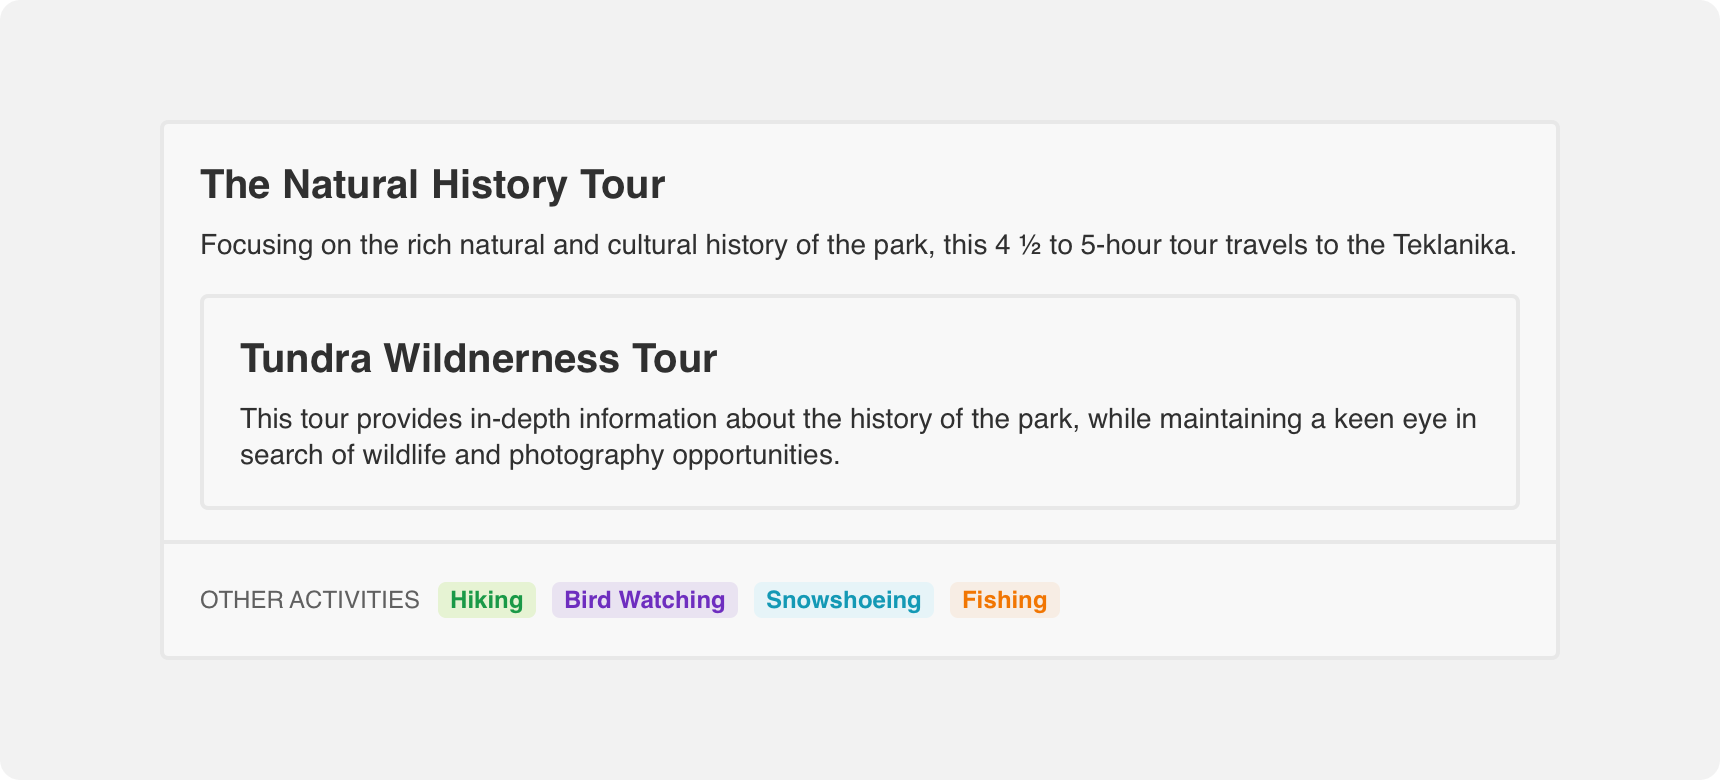 The Natural History Tour
Focusing on the rich natural and cultural history of the park, this 4 ½ to 5-hour tour travels to the Teklanika.
Tundra Wildnerness Tour
This tour provides in-depth information about the history of the park, while maintaining a keen eye in
search of wildlife and photography opportunities.
OTHER ACTIVITIES Hiking Bird Watching Snowshoeing Fishing